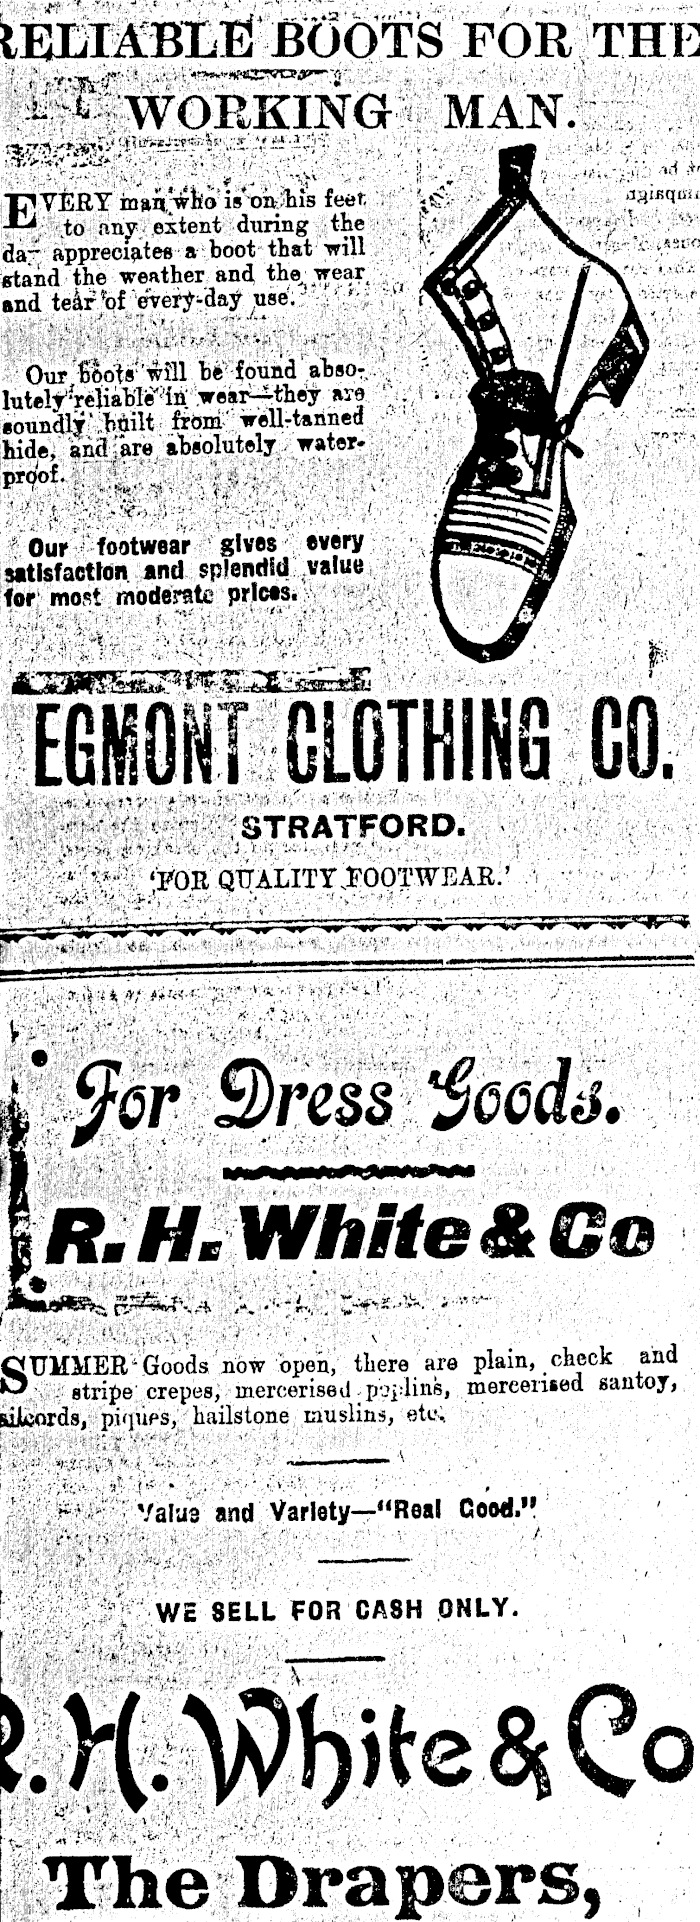 RELIABLE BOOTS FOR THE
WORKING MAN.
EVERY man who is on his feet
to any extent during the
da- appreciates a boot that will
stand the weather and the wear
and tear of every-day use.
Our boots will be found abso-
lutely reliable in wear—they are
soundly built from well-tanned
hide, and are absolutely water-
proof.
Our footwear gives every
satisfaction and splendid value
for most moderate prices.
EGMONT CLOTHING CO.
STRATFORD.
'FOR QUALITY FOOTWEAR.'
For Dress Goods.
R. H. White & Co
SUMMER Goods now open, there are plain, check and
stripe crepes, mercerised poplins, mercerised santoy,
silcords, piques, hailstone muslins, etc.
Value and Variety—"Real Good."
WE SELL FOR CASH ONLY.
R. H. White & Co
The Drapers,